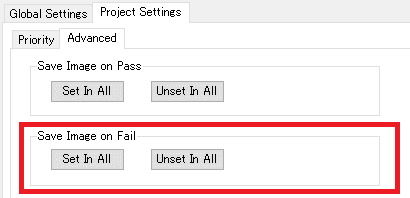 Global Settings Project Settings
Priority Advanced
Save Image on Pass
Set In All Unset In All
Save Image on Fail
Set In All Unset In All